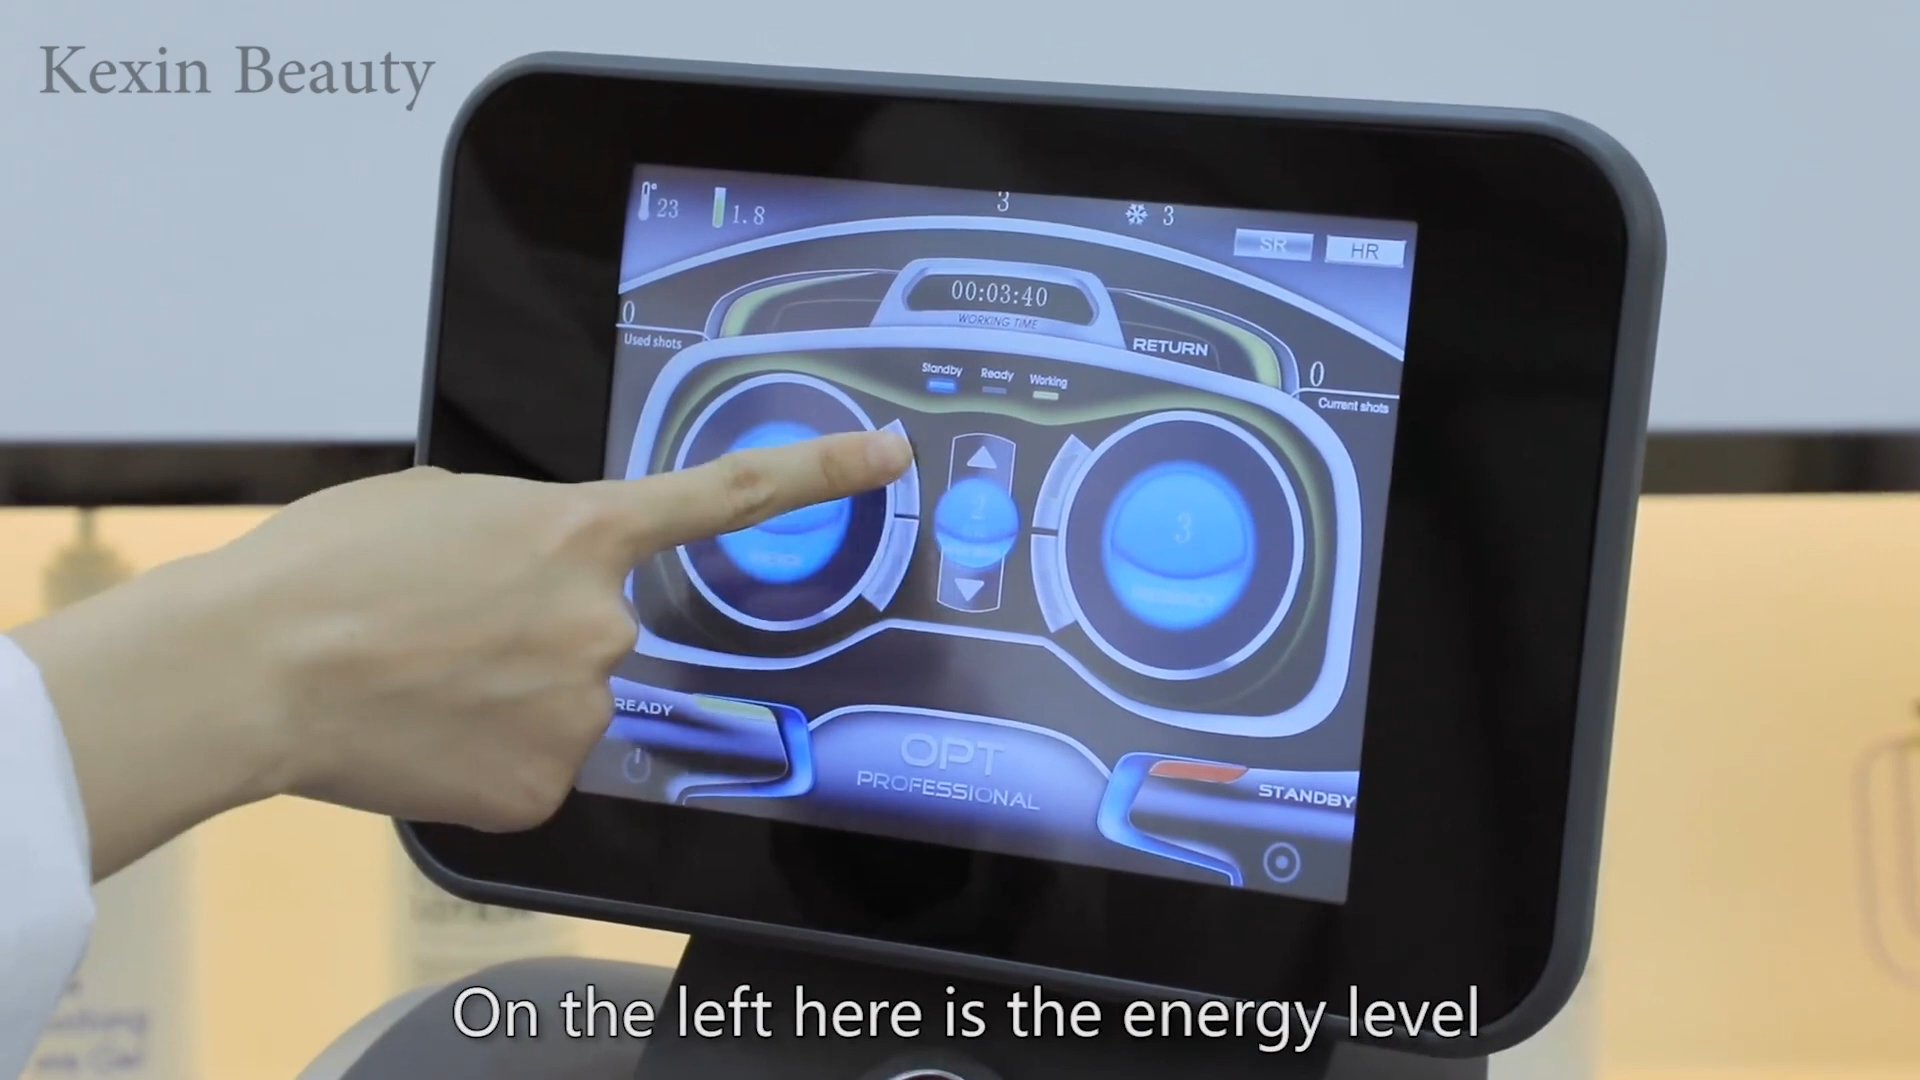 Kexin Beauty
23
1.8
3
3
SR
HR
00:03:40
WORKING TIME
0
Used shots
RETURN
0
Current shots
Standby
Ready
Working
2
3
READY
OPT
PROFESSIONAL
STANDBY
On the left here is the energy level